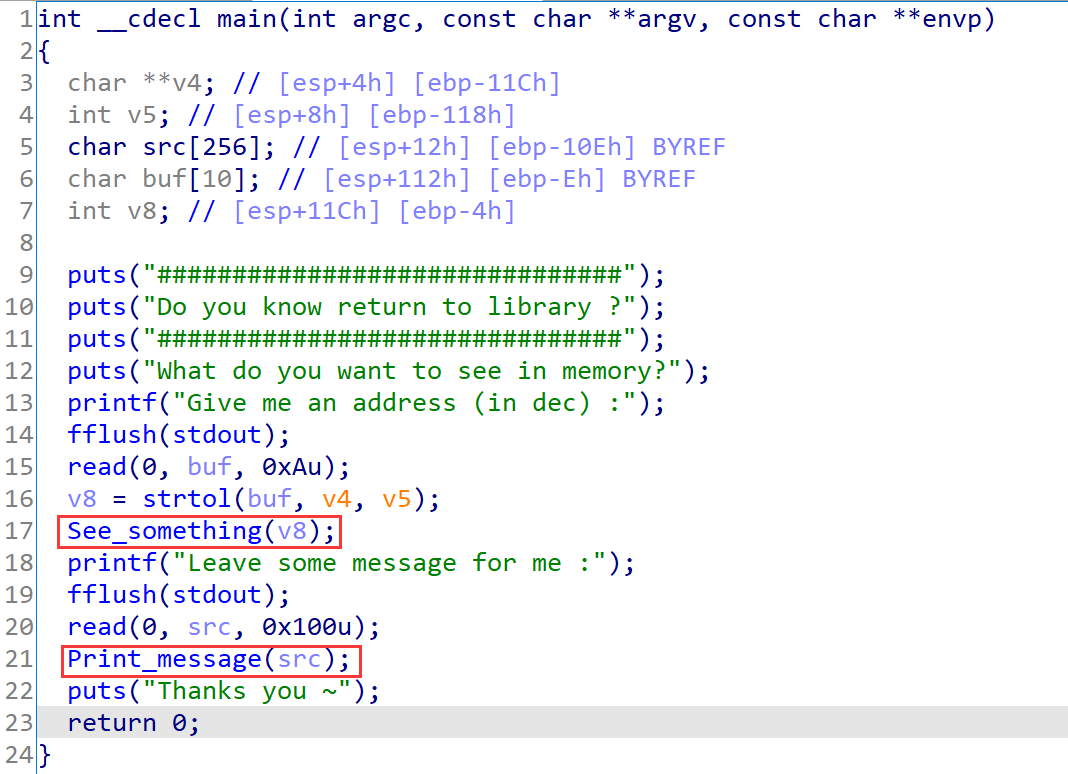 1 int __cdecl main(int argc, const char **argv, const char **envp)
2 {
3   char **v4; // [esp+4h] [ebp-11Ch]
4   int v5; // [esp+8h] [ebp-118h]
5   char src[256]; // [esp+12h] [ebp-10Eh] BYREF
6   char buf[10]; // [esp+112h] [ebp-Eh] BYREF
7   int v8; // [esp+11Ch] [ebp-4h]
8
9   puts("###############################");
10   puts("Do you know return to library ?");
11   puts("###############################");
12   puts("What do you want to see in memory?");
13   printf("Give me an address (in dec) :");
14   fflush(stdout);
15   read(0, buf, 0xAu);
16   v8 = strtol(buf, v4, v5);
17   See_something(v8);
18   printf("Leave some message for me :");
19   fflush(stdout);
20   read(0, src, 0x100u);
21   Print_message(src);
22   puts("Thanks you ~");
23   return 0;
24 }